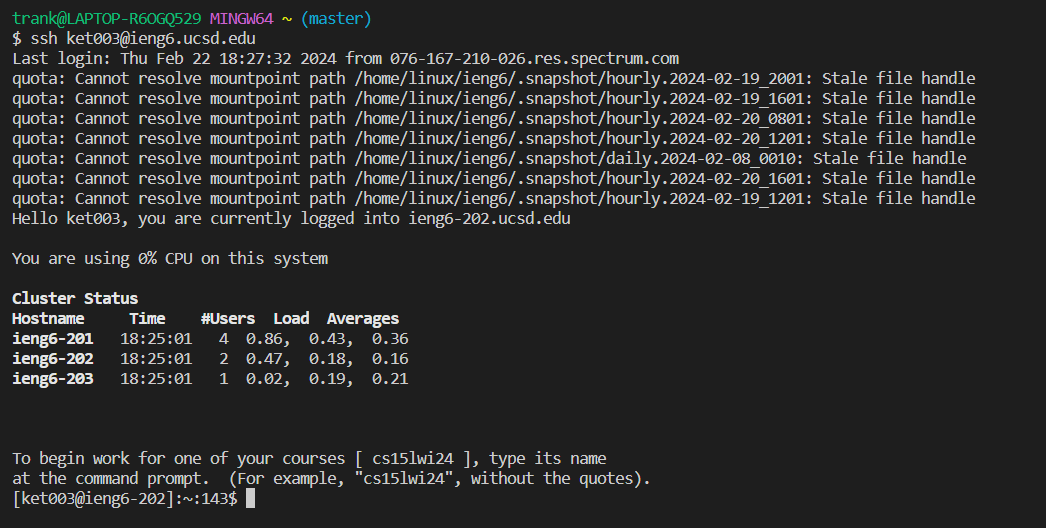 trank@LAPTOP-R6OGQ529 MINGW64 ~ (master)
$ ssh ket003@ieng6.ucsd.edu
Last login: Thu Feb 22 18:27:32 2024 from 076-167-210-026.res.spectrum.com
quota: Cannot resolve mountpoint path /home/linux/ieng6/.snapshot/hourly.2024-02-19_2001: Stale file handle
quota: Cannot resolve mountpoint path /home/linux/ieng6/.snapshot/hourly.2024-02-19_1601: Stale file handle
quota: Cannot resolve mountpoint path /home/linux/ieng6/.snapshot/hourly.2024-02-20_0801: Stale file handle
quota: Cannot resolve mountpoint path /home/linux/ieng6/.snapshot/hourly.2024-02-20_1201: Stale file handle
quota: Cannot resolve mountpoint path /home/linux/ieng6/.snapshot/daily.2024-02-08_0010: Stale file handle
quota: Cannot resolve mountpoint path /home/linux/ieng6/.snapshot/hourly.2024-02-20_1601: Stale file handle
quota: Cannot resolve mountpoint path /home/linux/ieng6/.snapshot/hourly.2024-02-19_1201: Stale file handle
Hello ket003, you are currently logged into ieng6-202.ucsd.edu
You are using 0% CPU on this system
Cluster Status
Hostname     Time    #Users  Load  Averages
ieng6-201   18:25:01   4  0.86,  0.43,  0.36
ieng6-202   18:25:01   2  0.47,  0.18,  0.16
ieng6-203   18:25:01   1  0.02,  0.19,  0.21
To begin work for one of your courses [ cs15lwi24 ], type its name
at the command prompt.  (For example, "cs15lwi24", without the quotes).
[ket003@ieng6-202]:~:143$